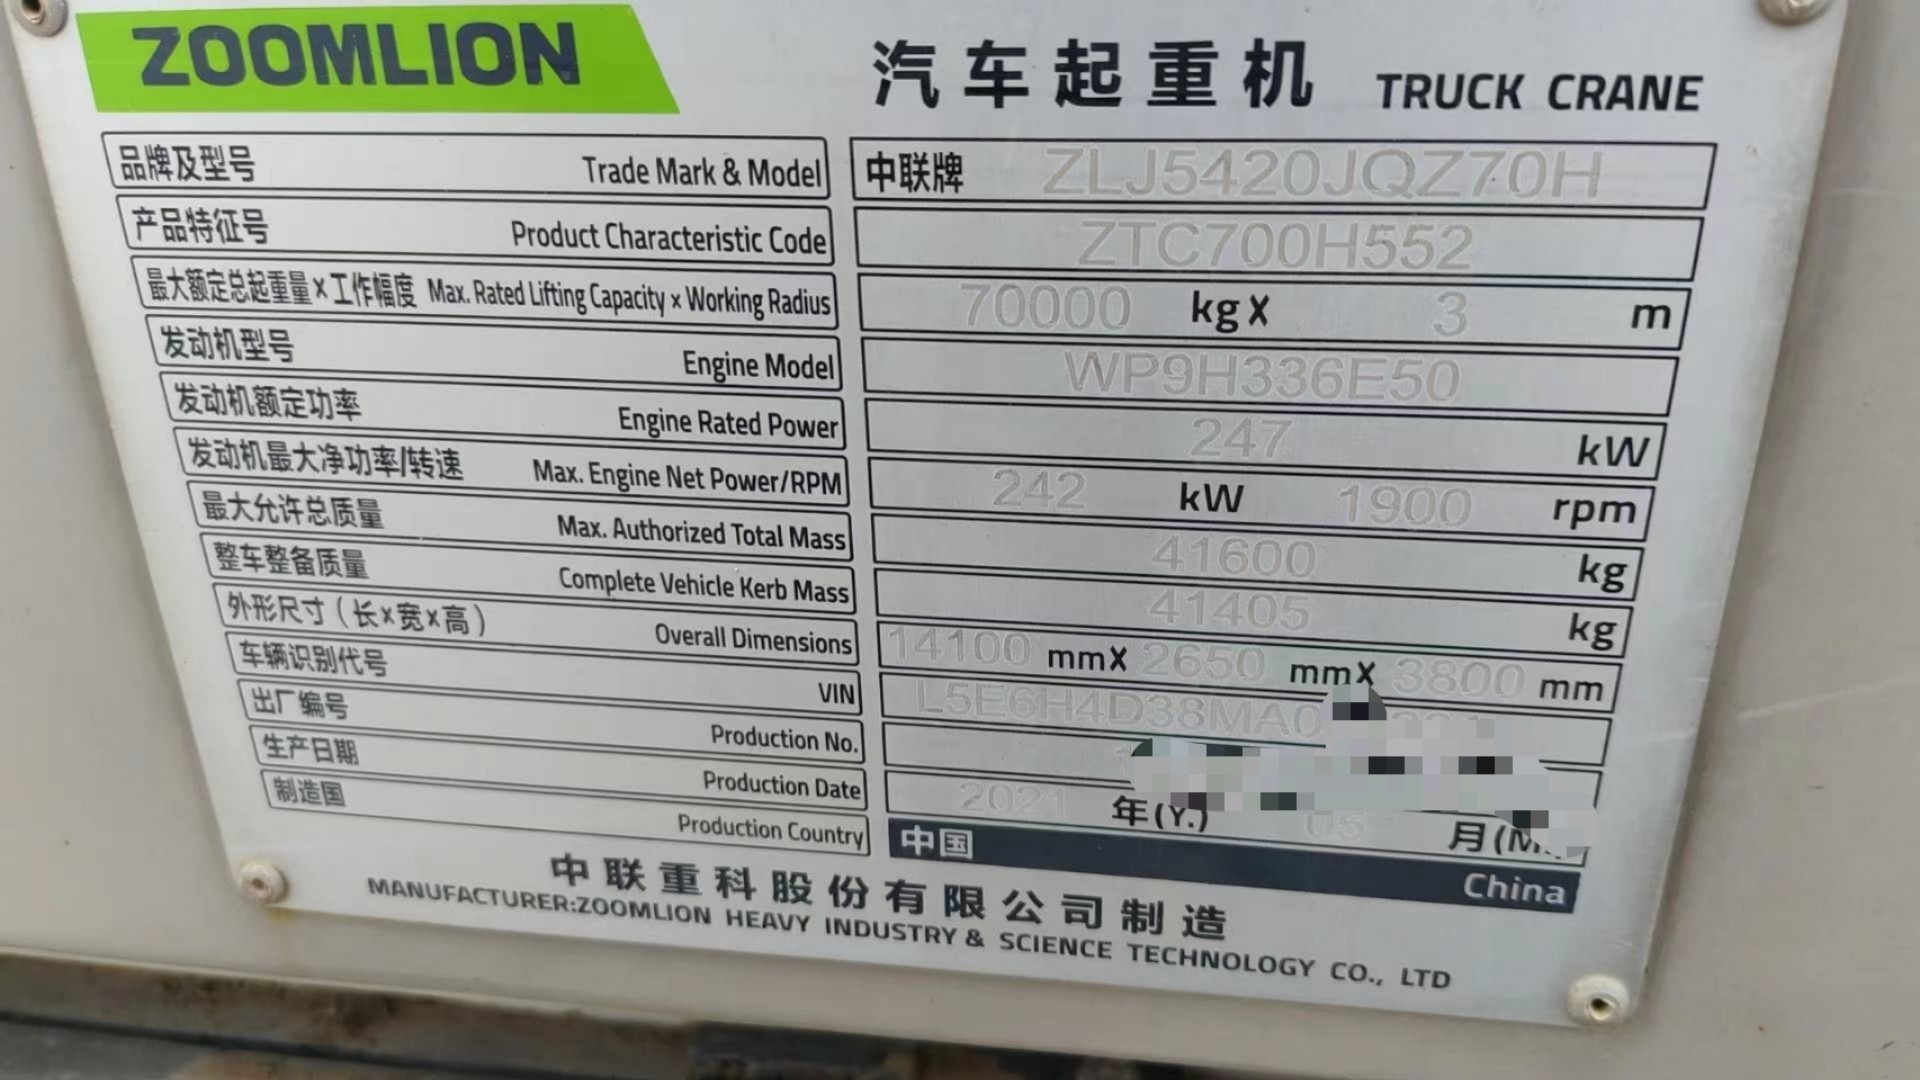 ZOOMLION 汽车起重机 TRUCK CRANE
品牌及型号 Trade Mark & Model 中联牌 ZLJ5420JQZ70H
产品特征号 Product Characteristic Code ZTC700H552
最大额定总起重量×工作幅度 Max. Rated Lifting Capacity × Working Radius 70000 kg X 3 m
发动机型号 Engine Model WP9H336E50
发动机额定功率 Engine Rated Power 247 kW
发动机最大净功率/转速 Max. Engine Net Power/RPM 242 kW 1900 rpm
最大允许总质量 Max. Authorized Total Mass 41600 kg
整车整备质量 Complete Vehicle Kerb Mass 41405 kg
外形尺寸(长×宽×高) Overall Dimensions 14100 mmX 2650 mmX 3800 mm
车辆识别代号 VIN L5E6H4D38MA0
出厂编号 Production No.
生产日期 Production Date 2021 年(Y.) 05 月(M
制造国 Production Country 中国 China
中联重科股份有限公司制造
MANUFACTURER:ZOOMLION HEAVY INDUSTRY & SCIENCE TECHNOLOGY CO., LTD